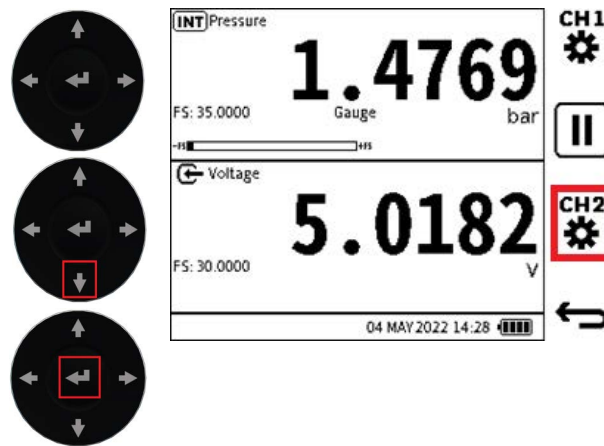 INT Pressure
1.4769
FS: 35.0000
Gauge
bar
-FS
+FS
Voltage
5.0182
FS: 30.0000
V
04 MAY 2022 14:28
CH1
CH2